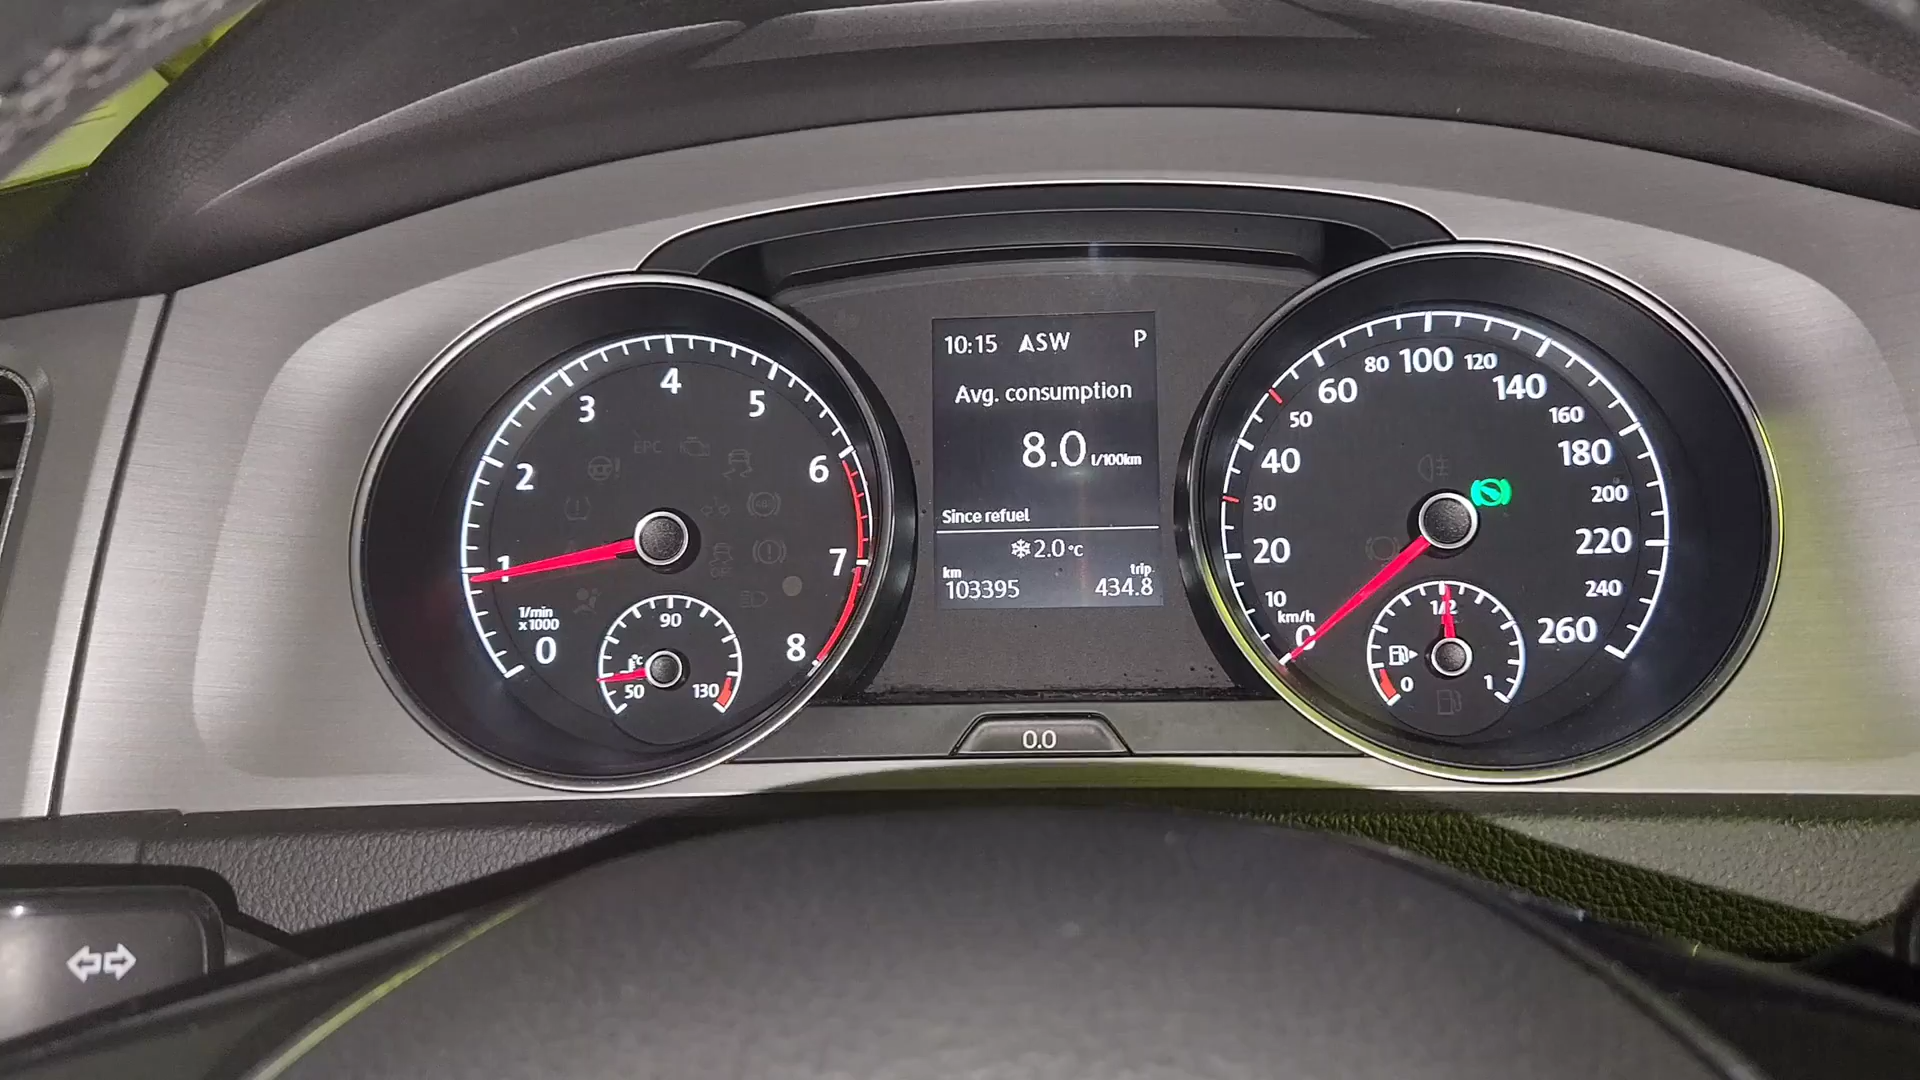 10:15 ASW P
Avg. consumption
8.0 l/100km
Since refuel
2.0°C
km trip
103395 434.8
0.0
0 1 2 3 4 5 6 7 8
1/min
x1000
EPC
°C
50 90 130
0 10 20 30 40 50 60 80 100 120 140 160 180 200 220 240 260
km/h
0 1/2 1